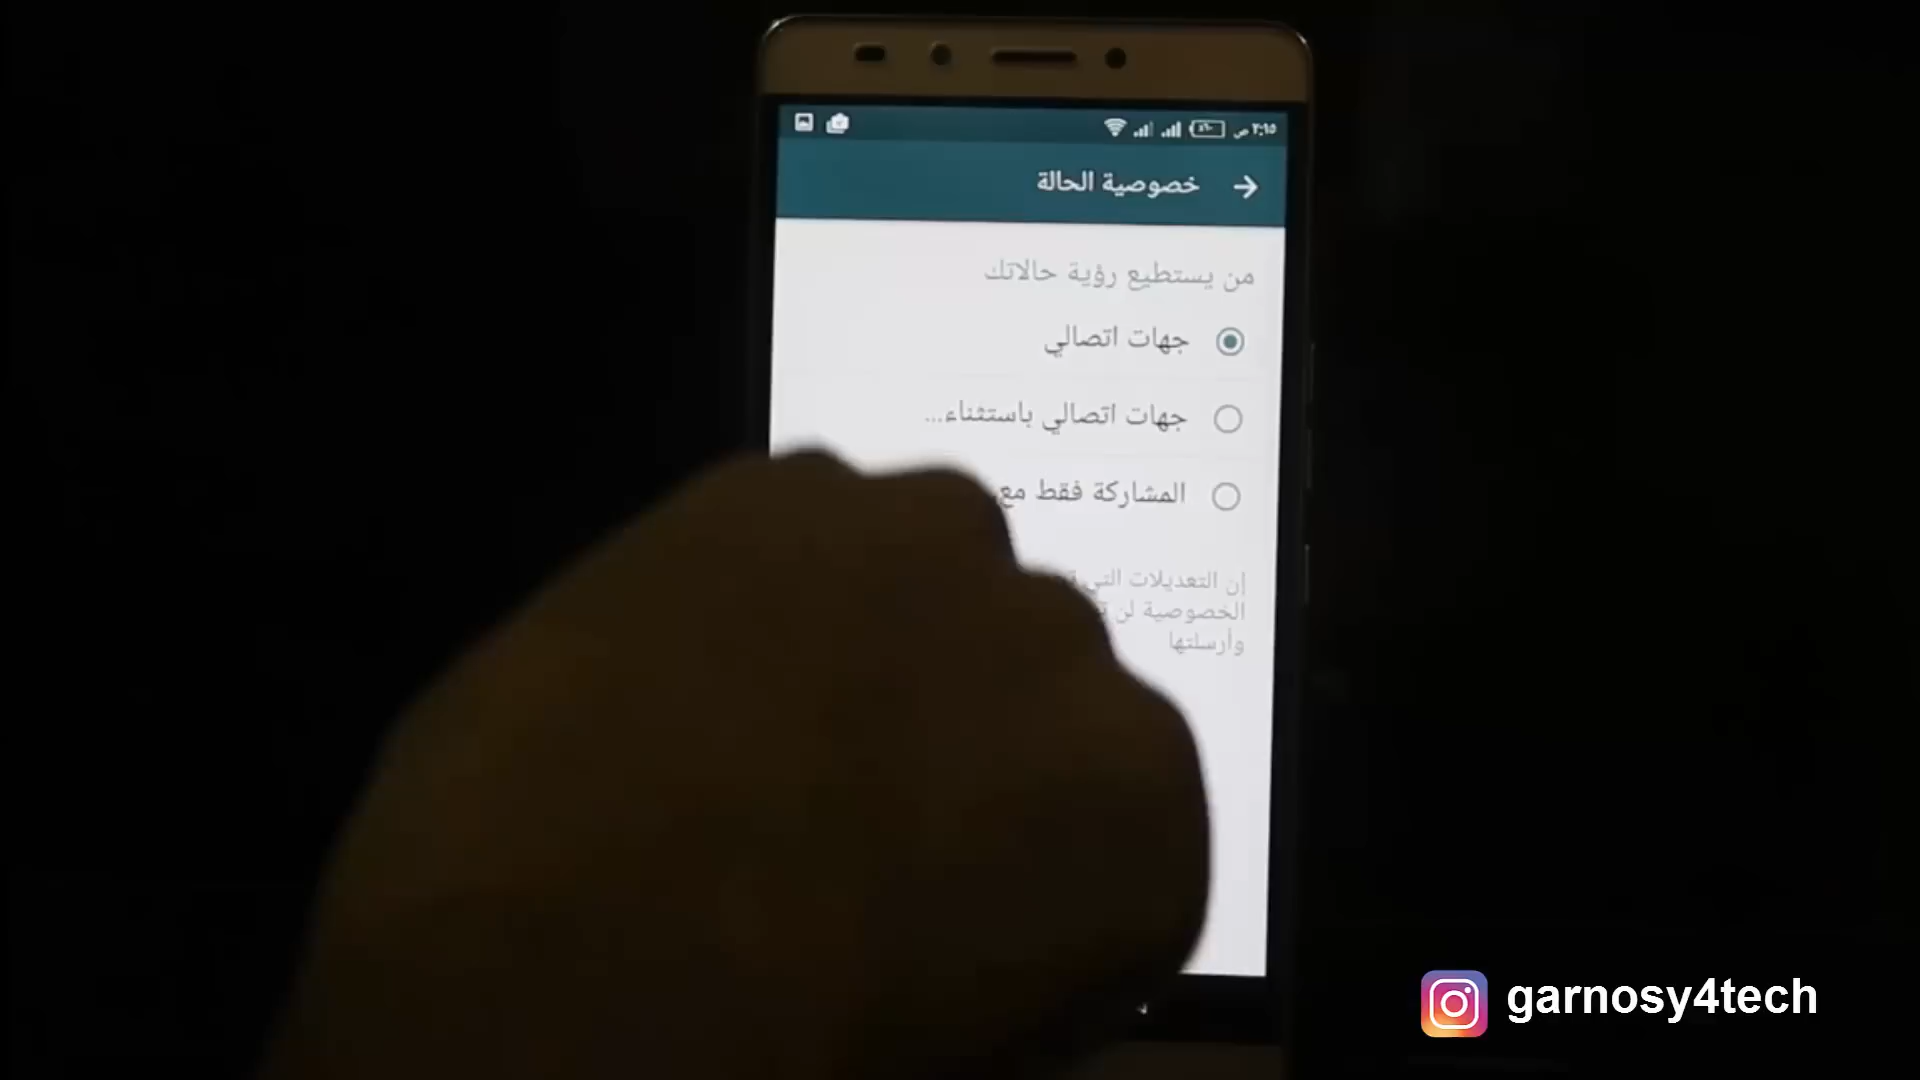 ٢:١٥ ص
خصوصية الحالة
من يستطيع رؤية حالاتك
جهات اتصالي
جهات اتصالي باستثناء...
المشاركة فقط مع
إن التعديلات التي
الخصوصية لن
وأرسلتها
garnosy4tech